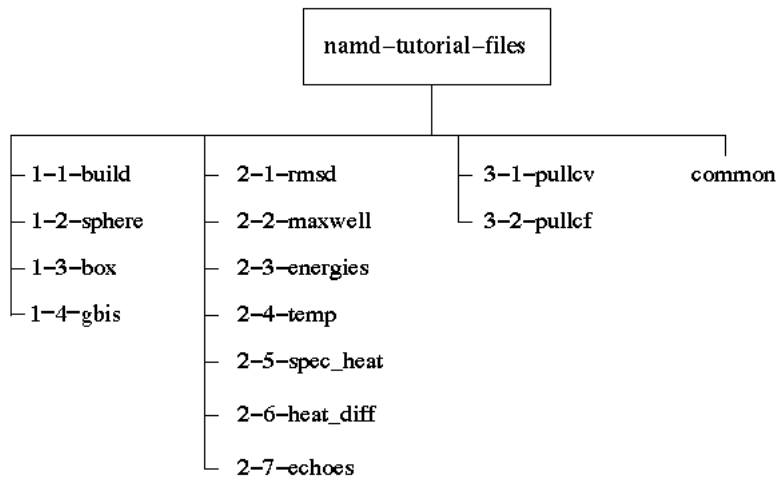 namd-tutorial-files
1-1-build
1-2-sphere
1-3-box
1-4-gbis
2-1-rmsd
2-2-maxwell
2-3-energies
2-4-temp
2-5-spec_heat
2-6-heat_diff
2-7-echoes
3-1-pullcv
3-2-pullcf
common